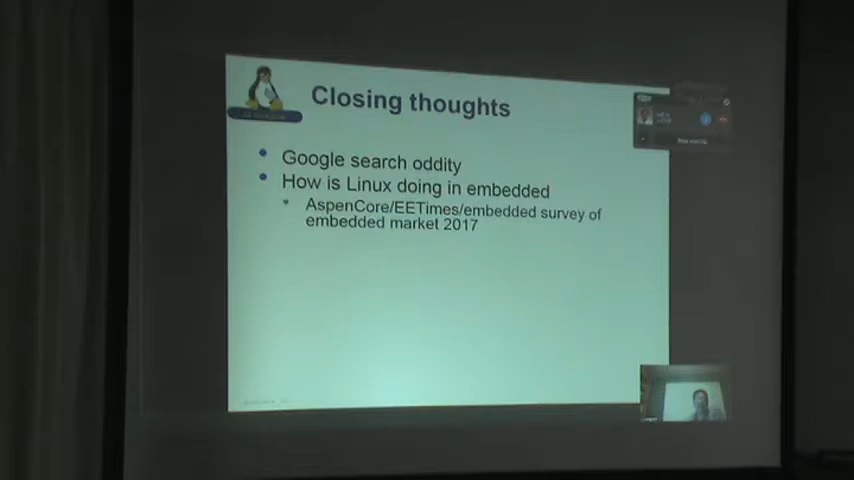 Closing thoughts
Google search oddity
How is Linux doing in embedded
AspenCore/EETimes/embedded survey of
embedded market 2017